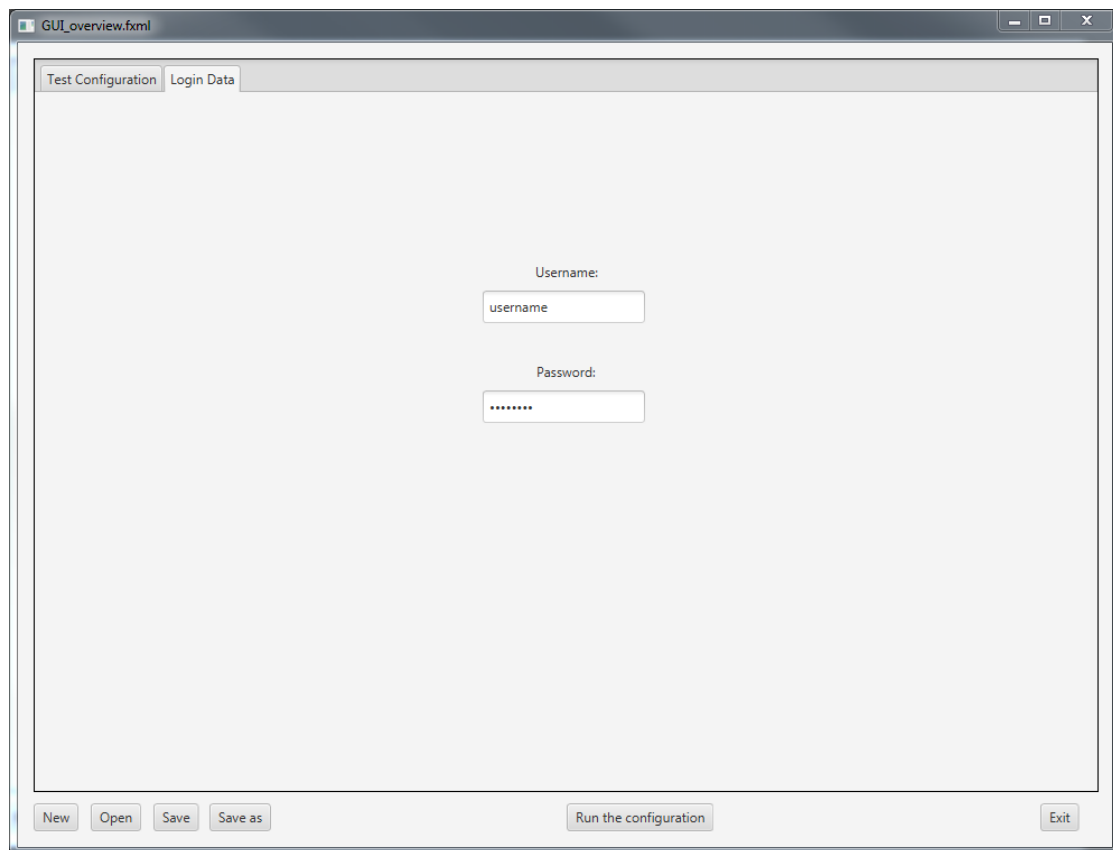 GUI_overview.fxml
Test Configuration Login Data
Username:
username
Password:
••••••••
New Open Save Save as Run the configuration Exit